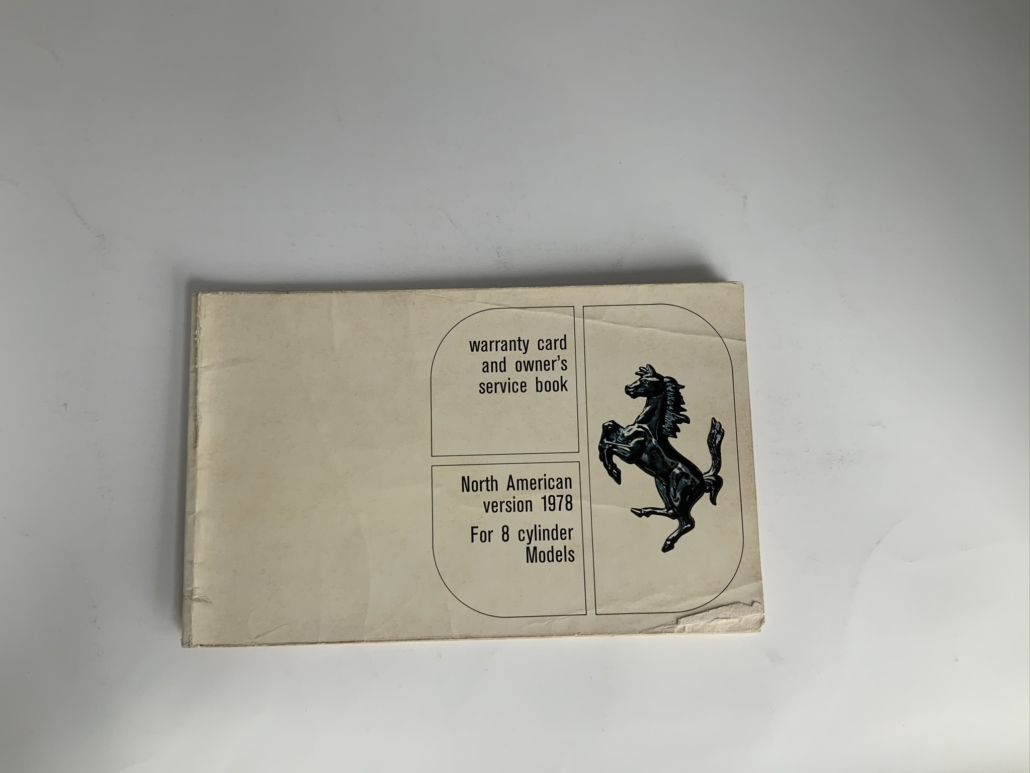 warranty card
and owner's
service book
North American
version 1978
For 8 cylinder
Models